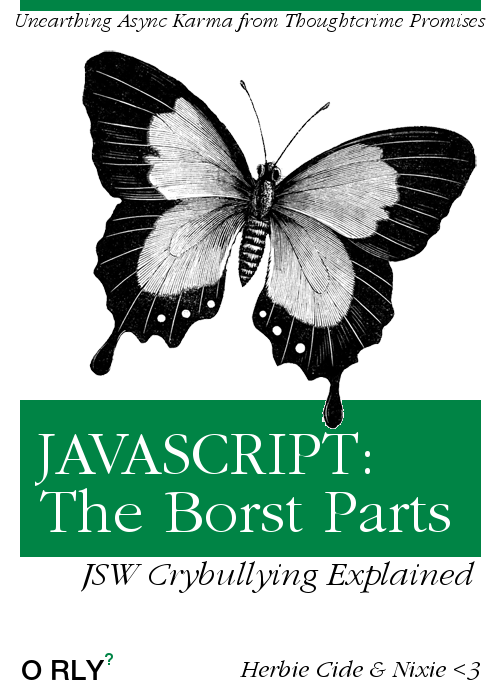 Unearthing Async Karma from Thoughtcrime Promises
JAVASCRIPT:
The Borst Parts
JSW Crybullying Explained
O RLY?
Herbie Cide & Nixie <3